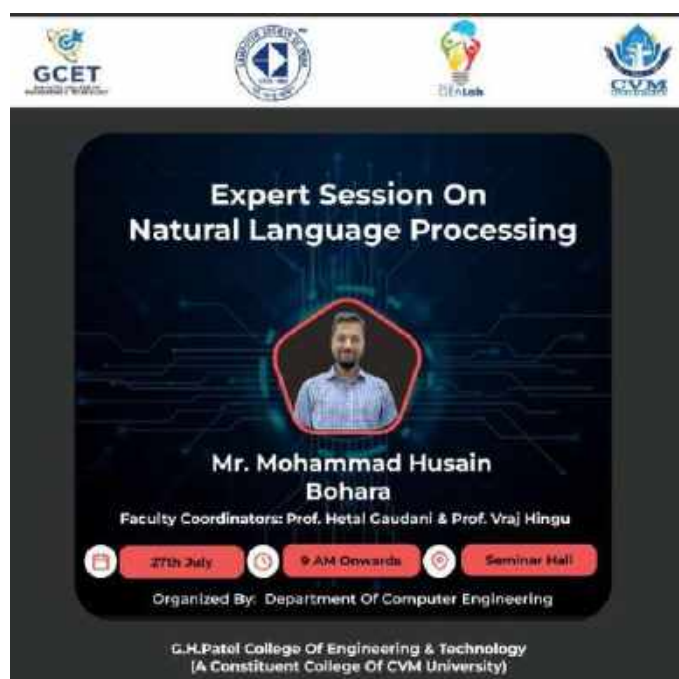 GCET
CVM
Expert Session On
Natural Language Processing
Mr. Mohammad Husain
Bohara
Faculty Coordinators: Prof. Hetal Gaudani & Prof. Vraj Hingu
27th July
9 AM Onwards
Seminar Hall
Organized By: Department Of Computer Engineering
G.H.Patel College Of Engineering & Technology
(A Constituent College Of CVM University)